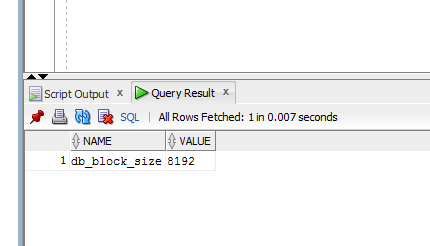 Script Output x Query Result x
SQL | All Rows Fetched: 1 in 0.007 seconds
NAME VALUE
1 db_block_size 8192